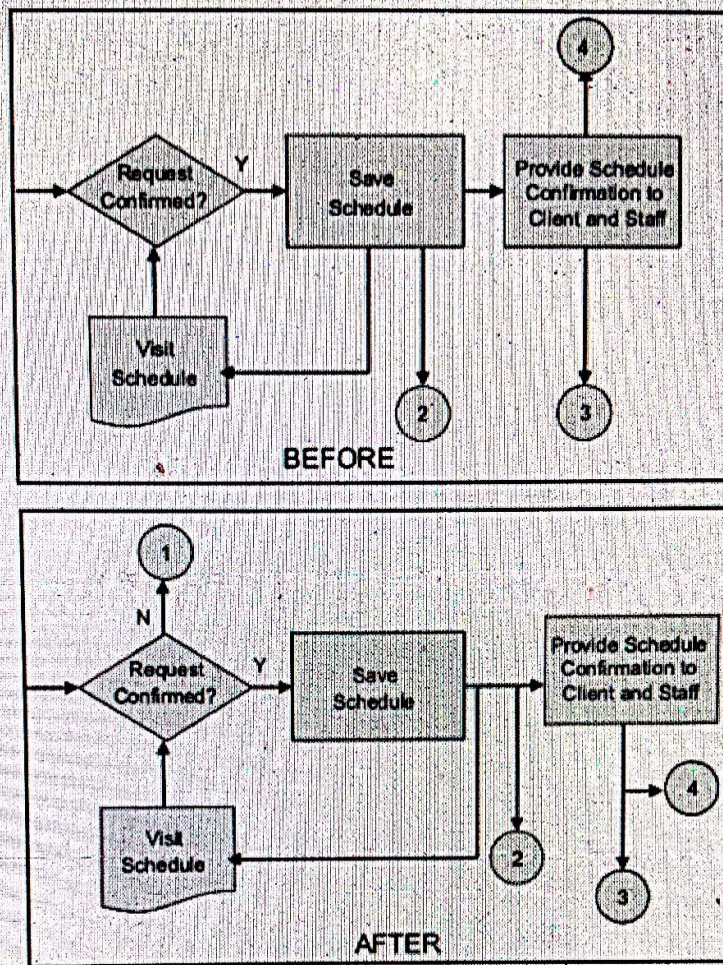 4
Request
Confirmed?
Y
Save
Schedule
Provide Schedule
Confirmation to
Client and Staff
Visit
Schedule
2
3
BEFORE
1
N
Request
Confirmed?
Y
Save
Schedule
Provide Schedule
Confirmation to
Client and Staff
Visit
Schedule
4
2
3
AFTER